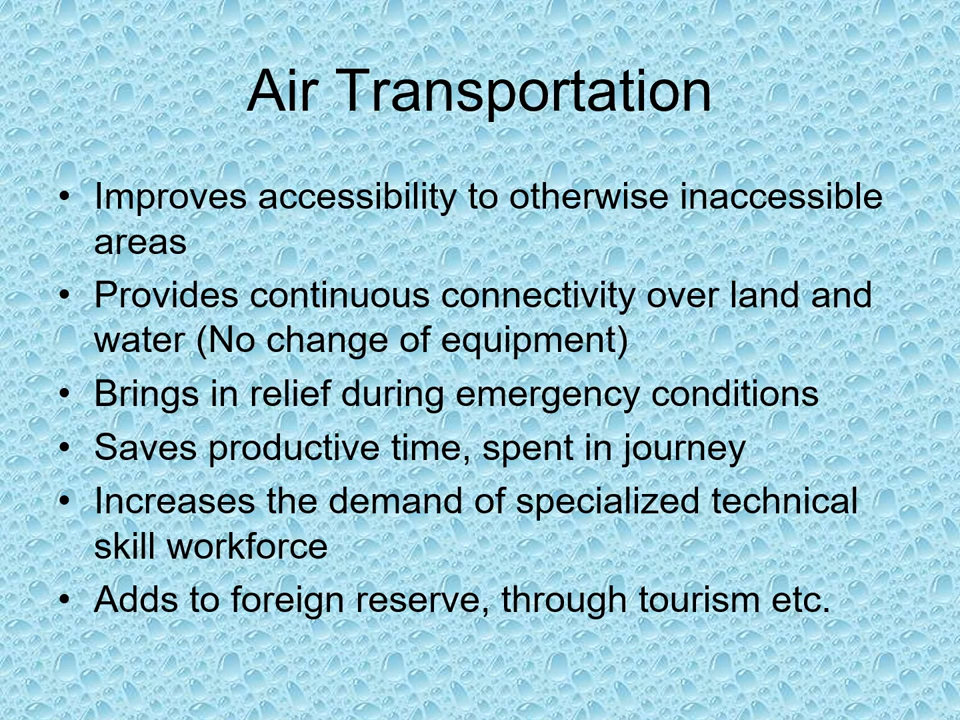 Air Transportation
• Improves accessibility to otherwise inaccessible
areas
• Provides continuous connectivity over land and
water (No change of equipment)
• Brings in relief during emergency conditions
• Saves productive time, spent in journey
• Increases the demand of specialized technical
skill workforce
• Adds to foreign reserve, through tourism etc.